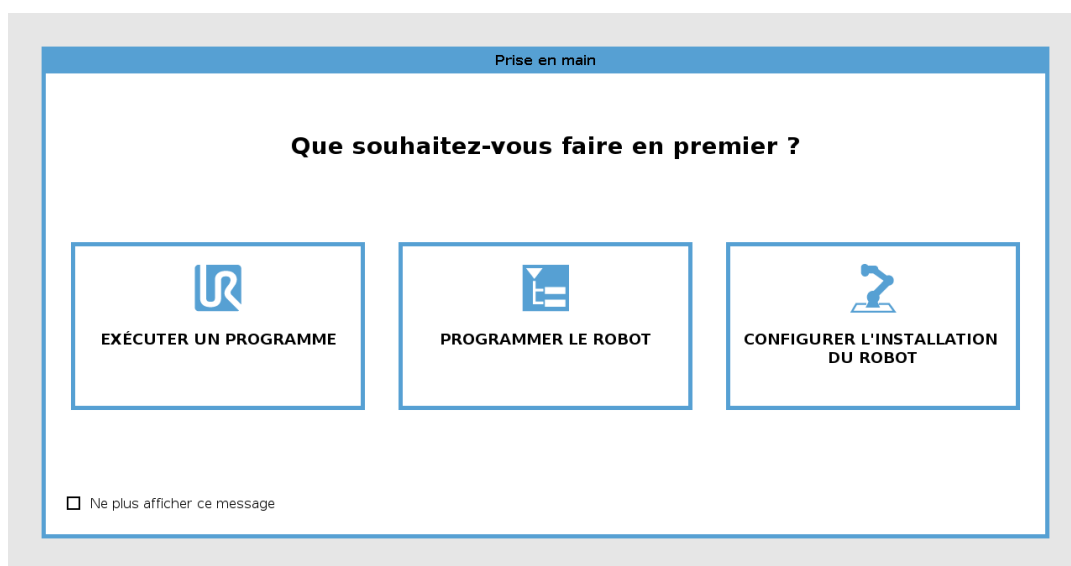 Prise en main
Que souhaitez-vous faire en premier ?
UR
EXÉCUTER UN PROGRAMME
PROGRAMMER LE ROBOT
CONFIGURER L'INSTALLATION
DU ROBOT
Ne plus afficher ce message